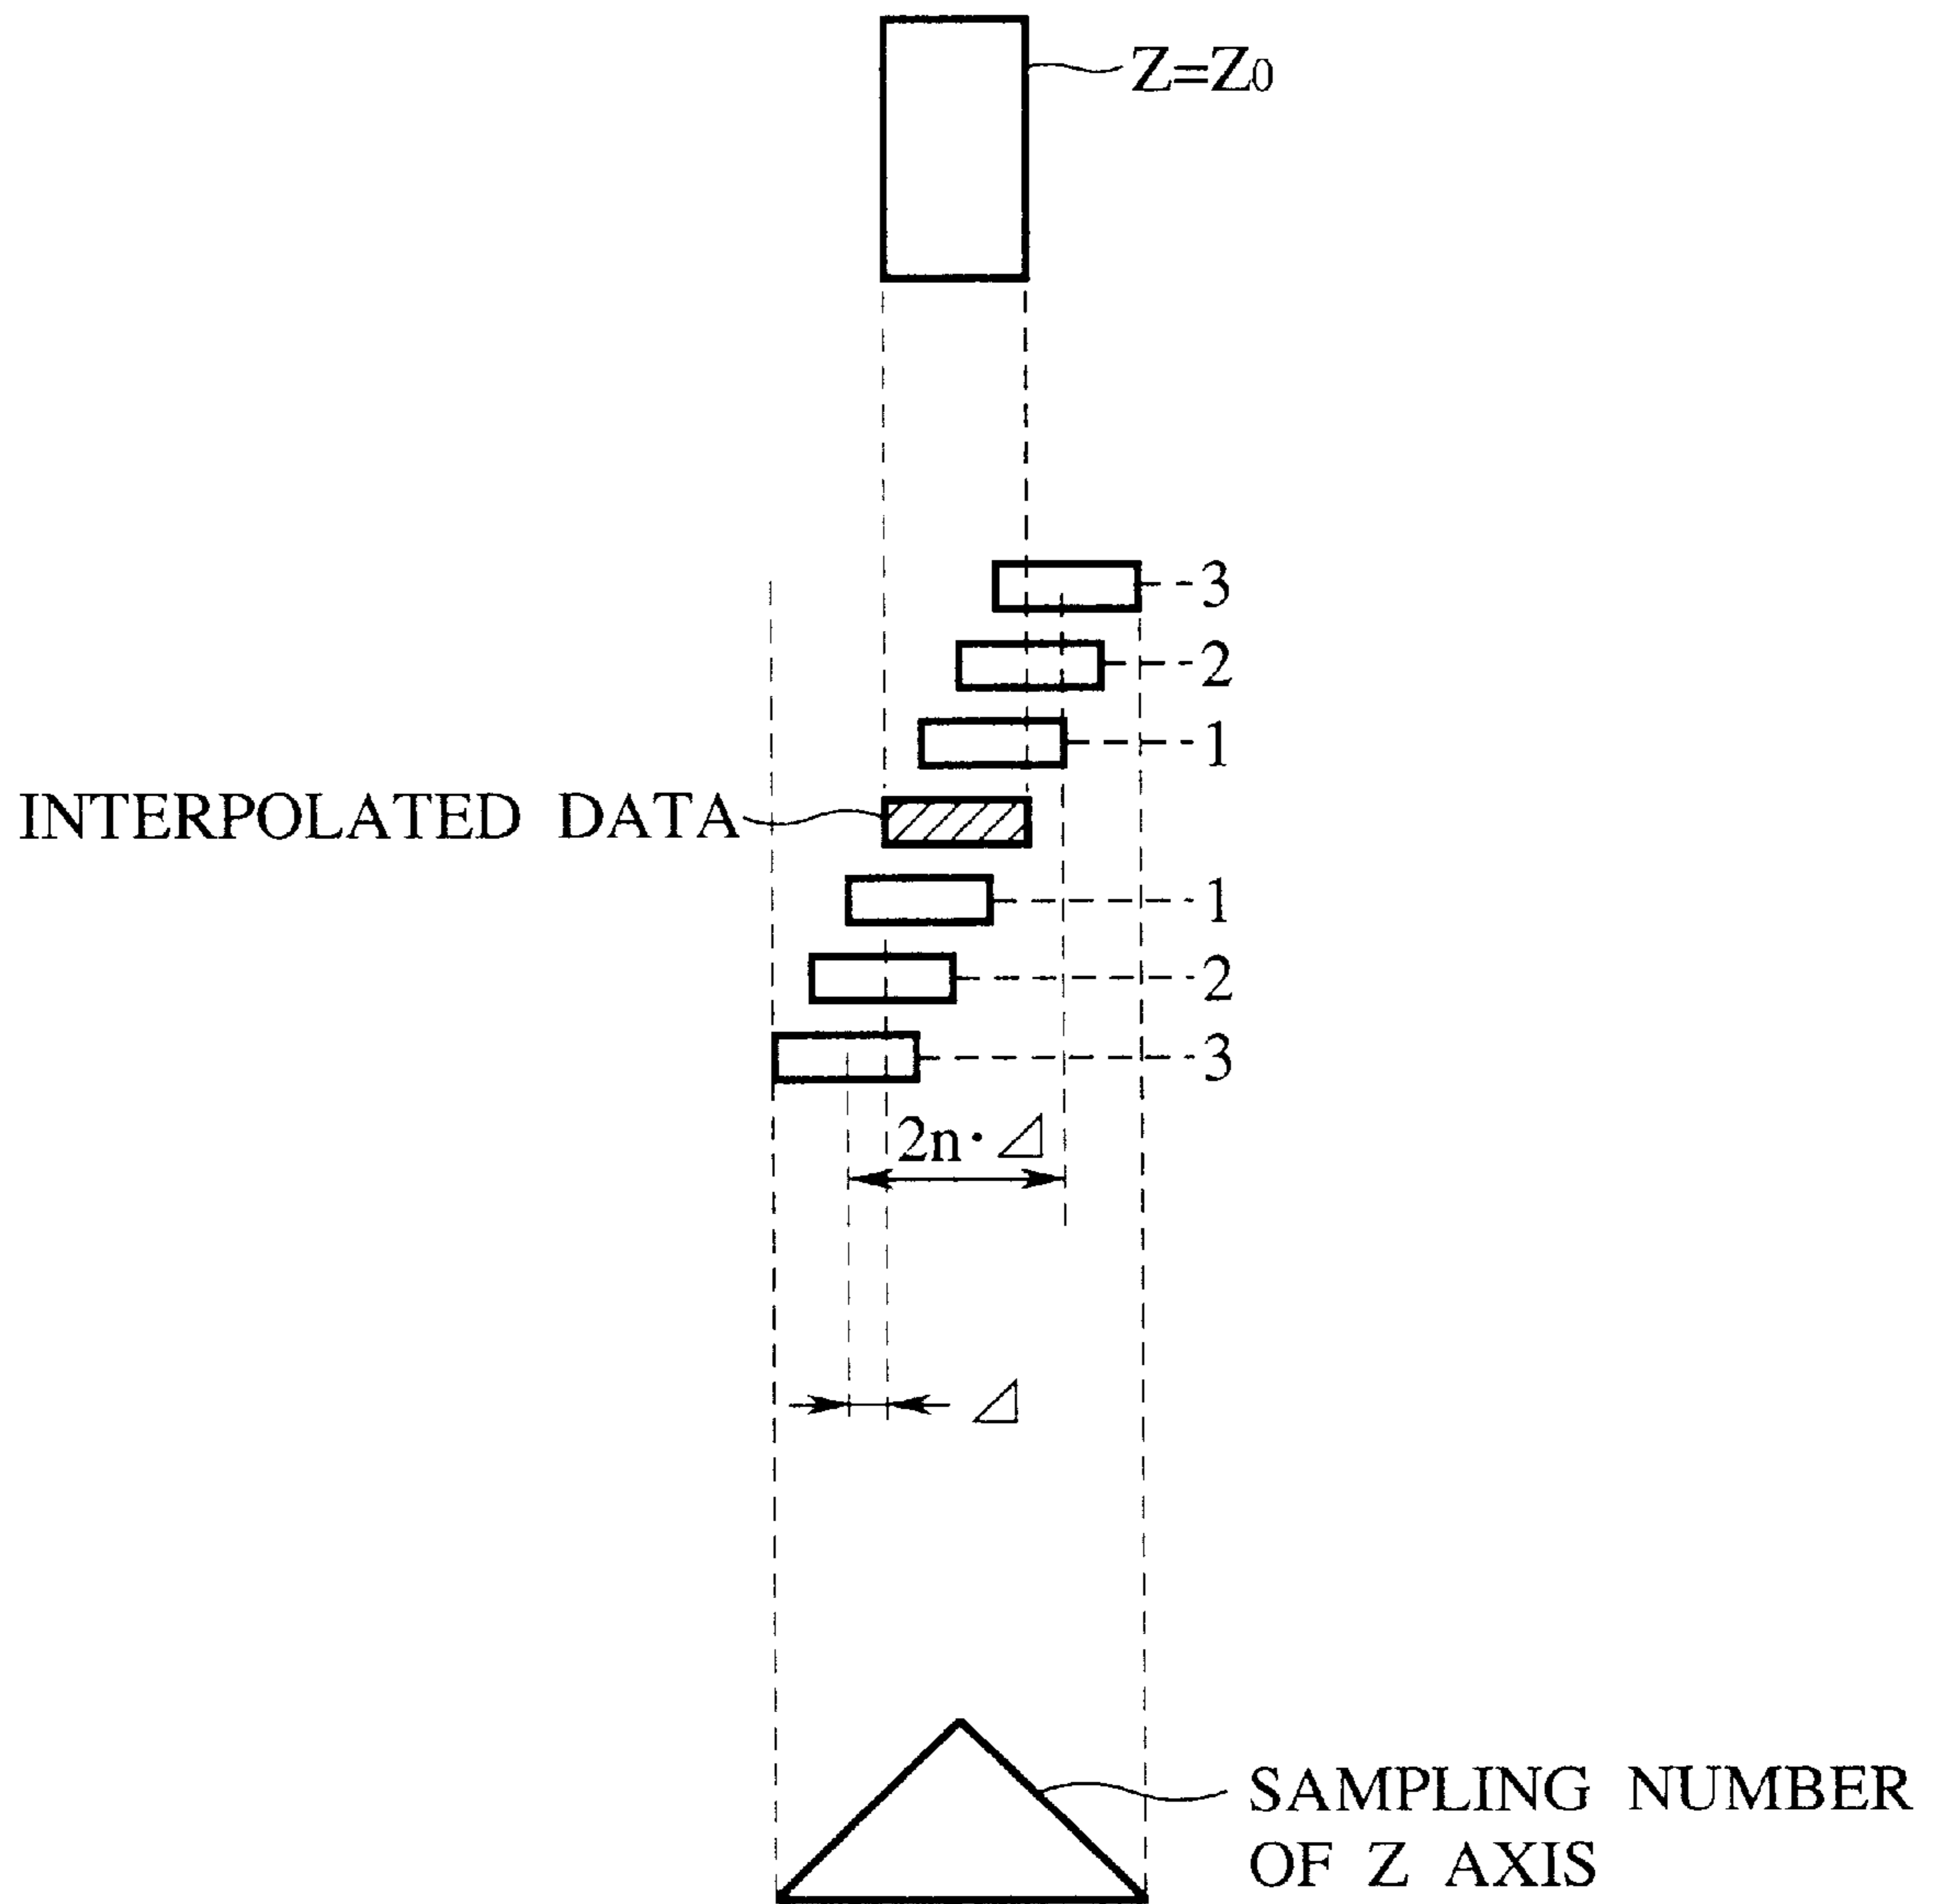 Z=Z0
3
2
1
INTERPOLATED DATA
1
2
3
2n·⊿
⊿
SAMPLING NUMBER
OF Z AXIS